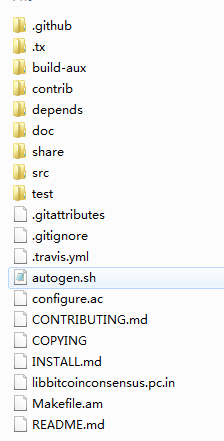 .github
.tx
build-aux
contrib
depends
doc
share
src
test
.gitattributes
.gitignore
.travis.yml
autogen.sh
configure.ac
CONTRIBUTING.md
COPYING
INSTALL.md
libbitcoinconsensus.pc.in
Makefile.am
README.md